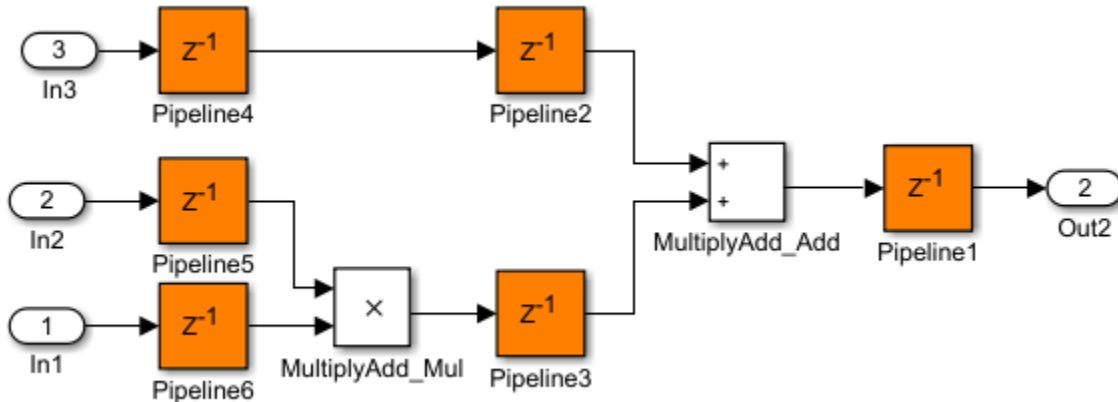 3
In3
Z-1
Pipeline4
Z-1
Pipeline2
2
In2
Z-1
Pipeline5
+
+
MultiplyAdd_Add
Z-1
Pipeline1
2
Out2
1
In1
Z-1
Pipeline6
×
MultiplyAdd_Mul
Z-1
Pipeline3